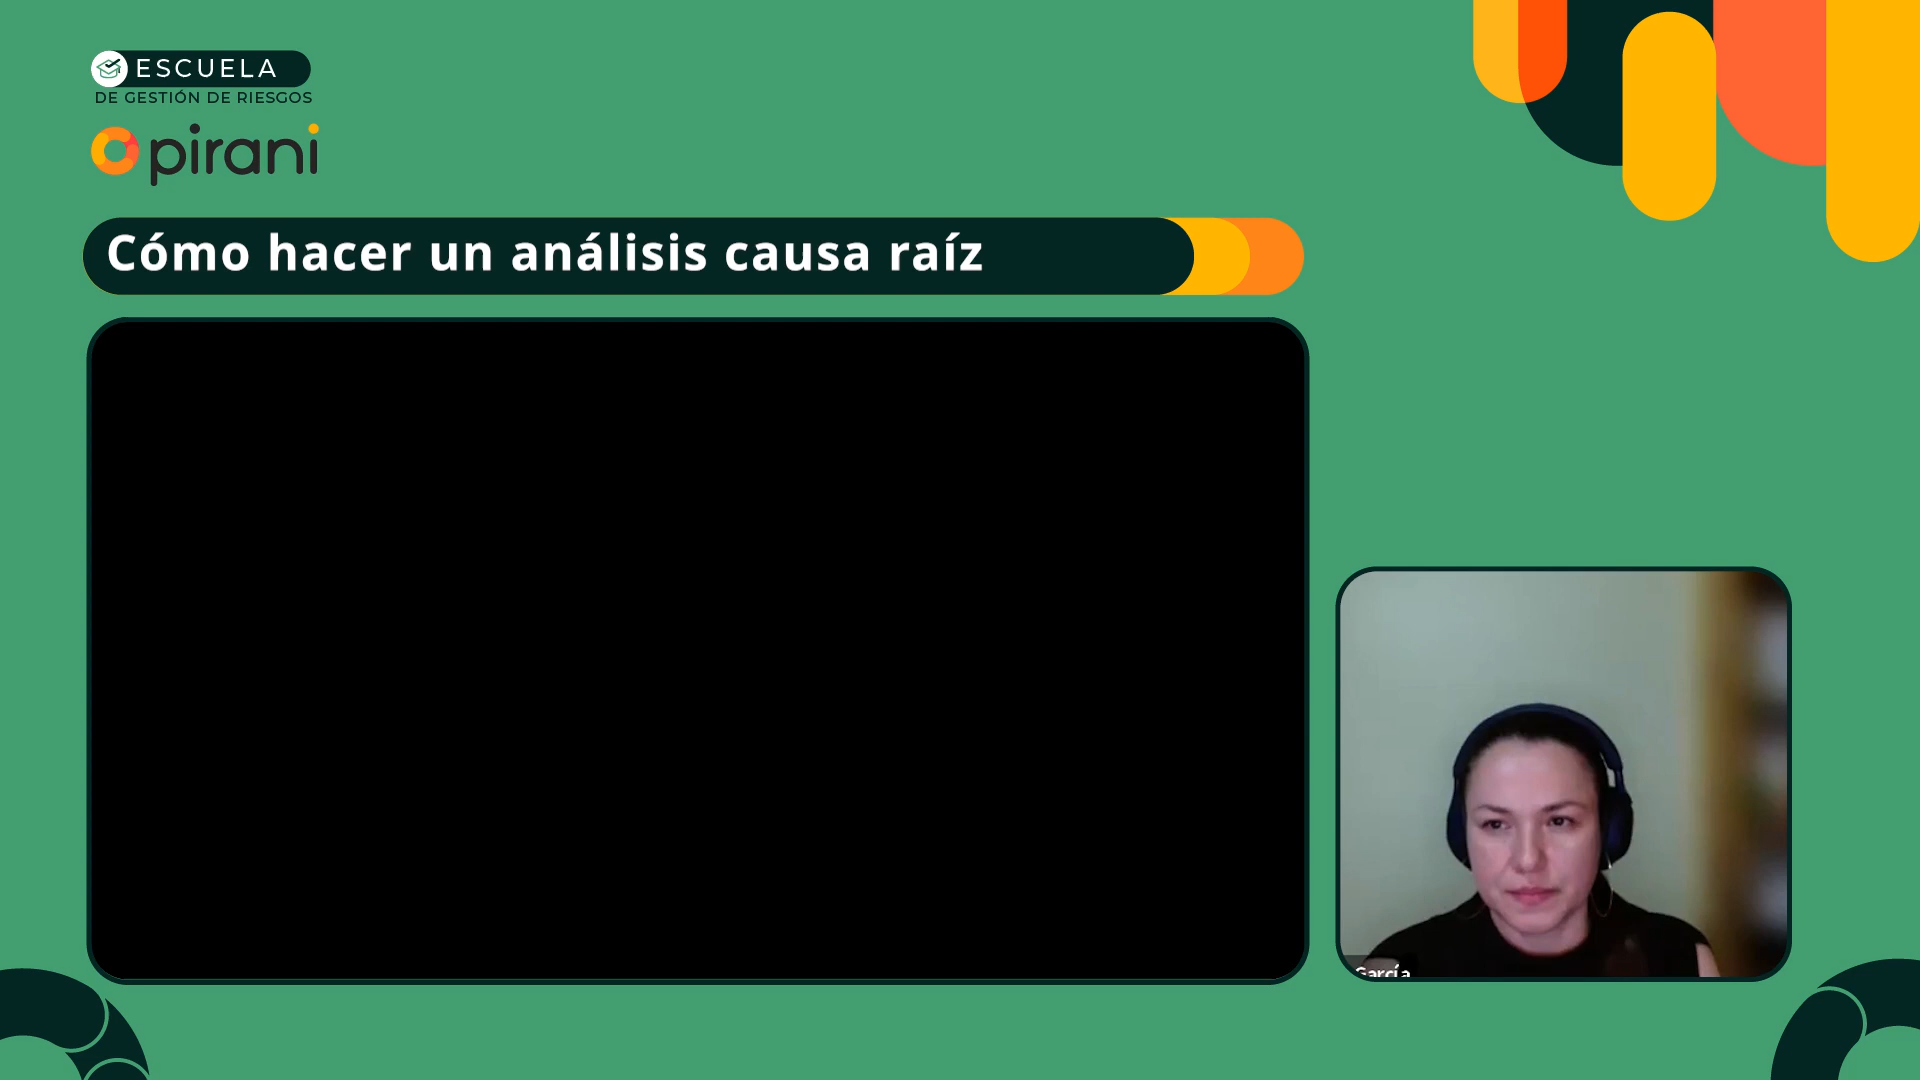 ESCUELA
DE GESTIÓN DE RIESGOS
pirani
Cómo hacer un análisis causa raíz
García